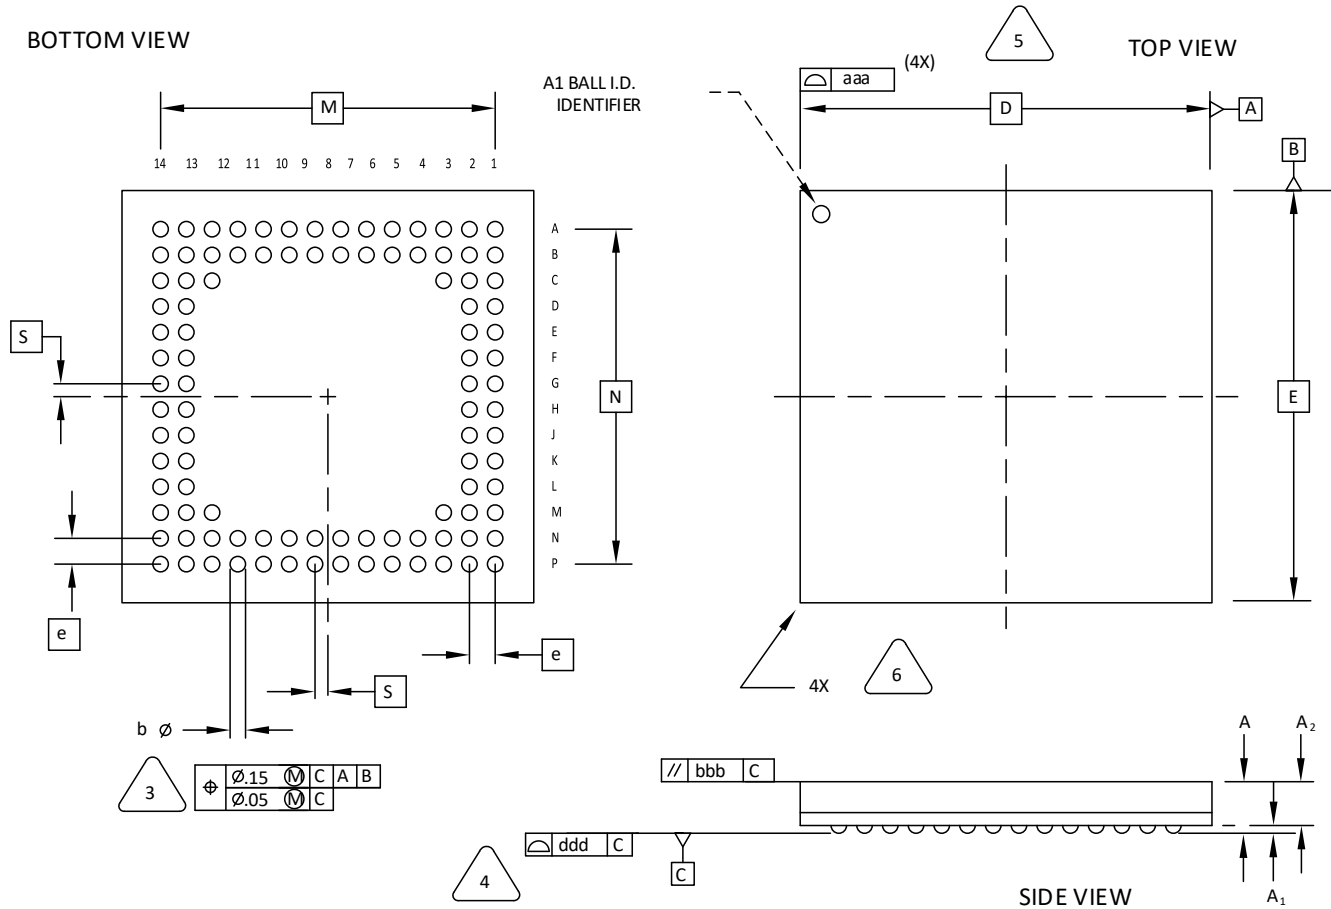 BOTTOM VIEW
M
14 13 12 11 10 9 8 7 6 5 4 3 2 1
A1 BALL I.D.
IDENTIFIER
A
B
C
D
E
F
G
H
J
K
L
M
N
P
S
N
e
e
S
b ⌀
3
⌖ ⌀.15 Ⓜ C A B
⌀.05 Ⓜ C
5
TOP VIEW
⌓ aaa (4X)
D
A
B
E
4X
6
// bbb C
A
A₂
⌓ ddd C
C
4
A₁
SIDE VIEW